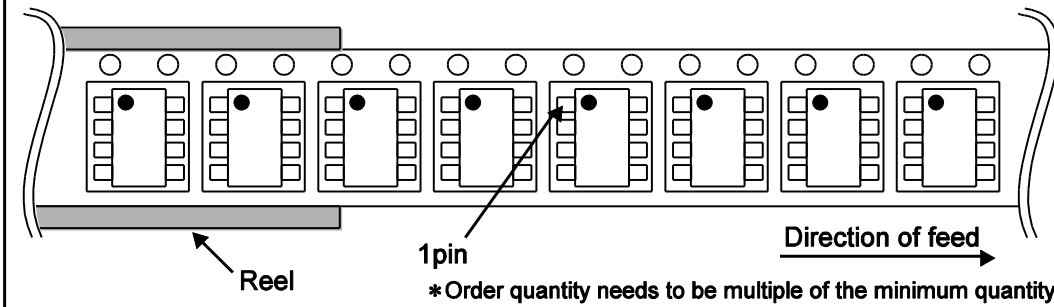 Direction of feed
1pin
Reel
*Order quantity needs to be multiple of the minimum quantity